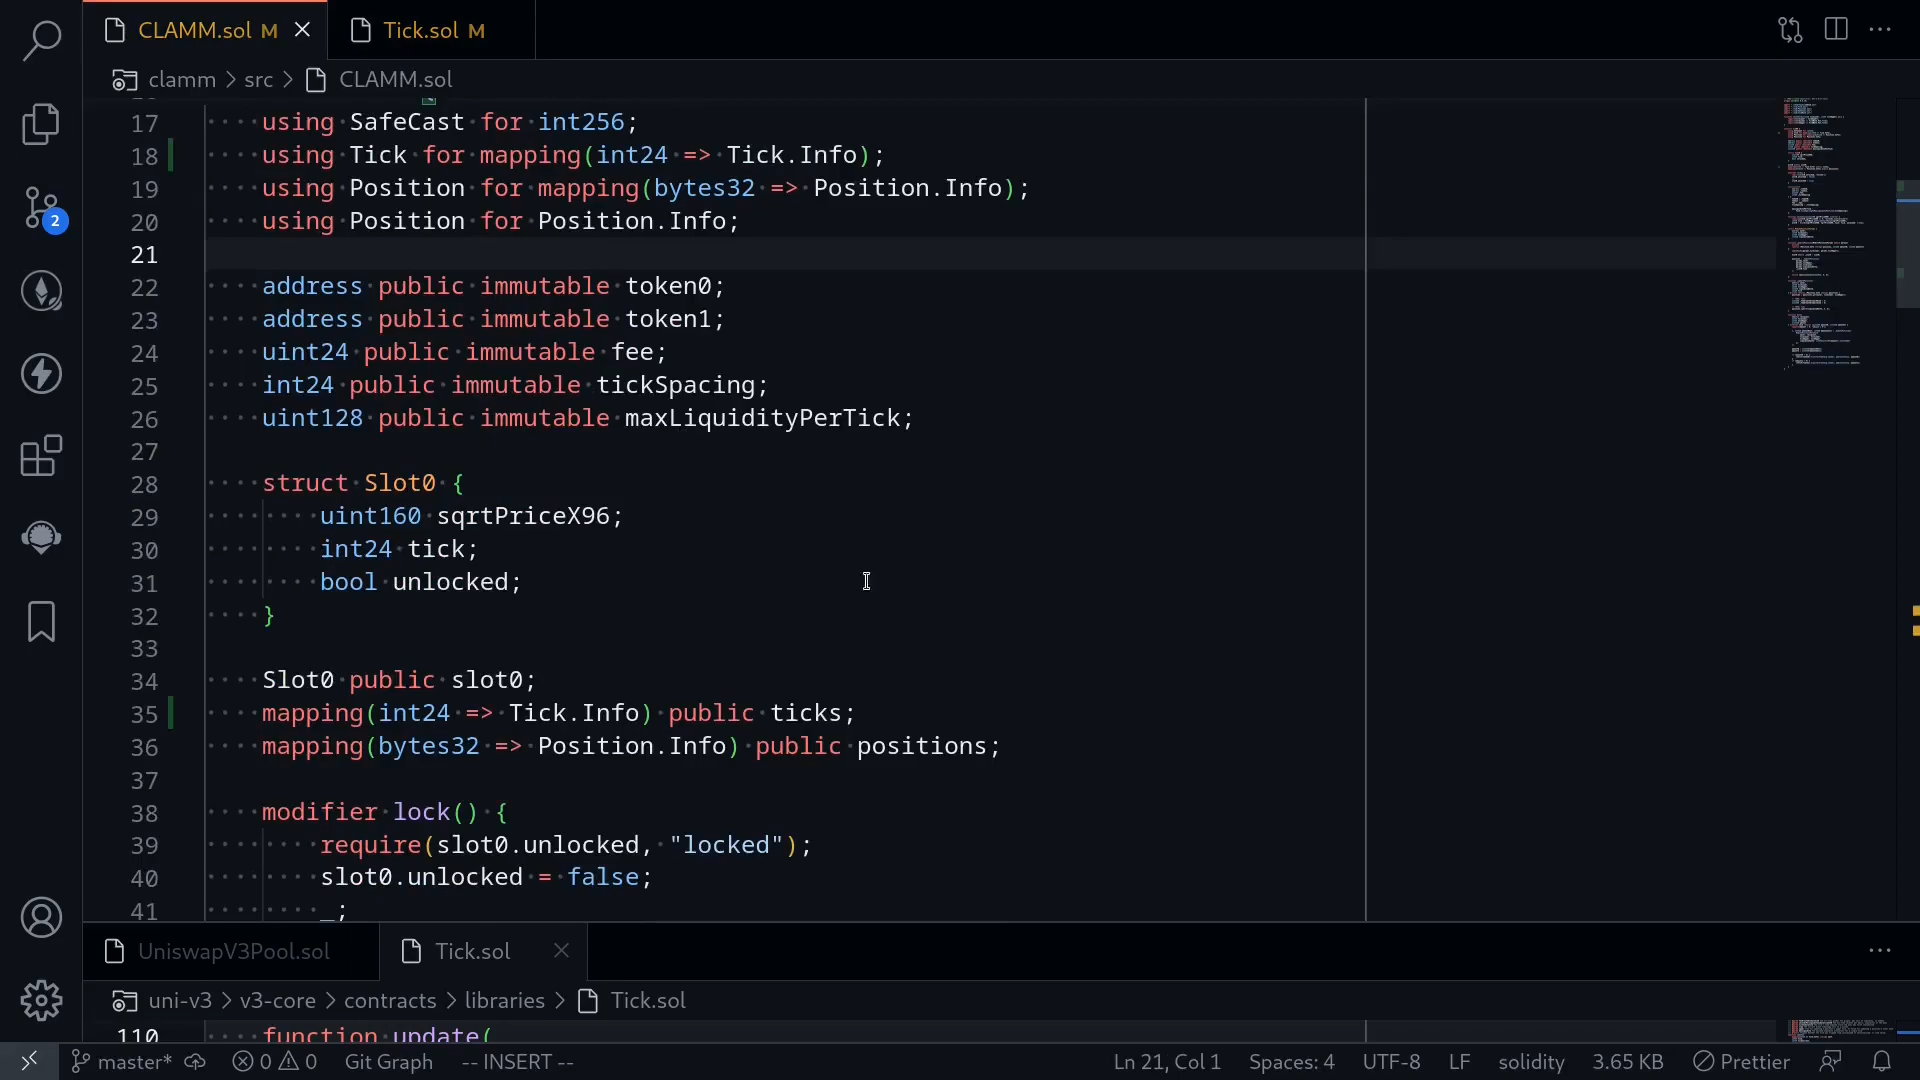 CLAMM.sol M
Tick.sol M
clamm > src > CLAMM.sol
17 using SafeCast for int256;
18 using Tick for mapping(int24 => Tick.Info);
19 using Position for mapping(bytes32 => Position.Info);
20 using Position for Position.Info;
21
22 address public immutable token0;
23 address public immutable token1;
24 uint24 public immutable fee;
25 int24 public immutable tickSpacing;
26 uint128 public immutable maxLiquidityPerTick;
27
28 struct Slot0 {
29 uint160 sqrtPriceX96;
30 int24 tick;
31 bool unlocked;
32 }
33
34 Slot0 public slot0;
35 mapping(int24 => Tick.Info) public ticks;
36 mapping(bytes32 => Position.Info) public positions;
37
38 modifier lock() {
39 require(slot0.unlocked, "locked");
40 slot0.unlocked = false;
41 _;
2
UniswapV3Pool.sol
Tick.sol
uni-v3 > v3-core > contracts > libraries > Tick.sol
110 function update(
master* 0 0 Git Graph -- INSERT -- Ln 21, Col 1 Spaces: 4 UTF-8 LF solidity 3.65 KB Prettier